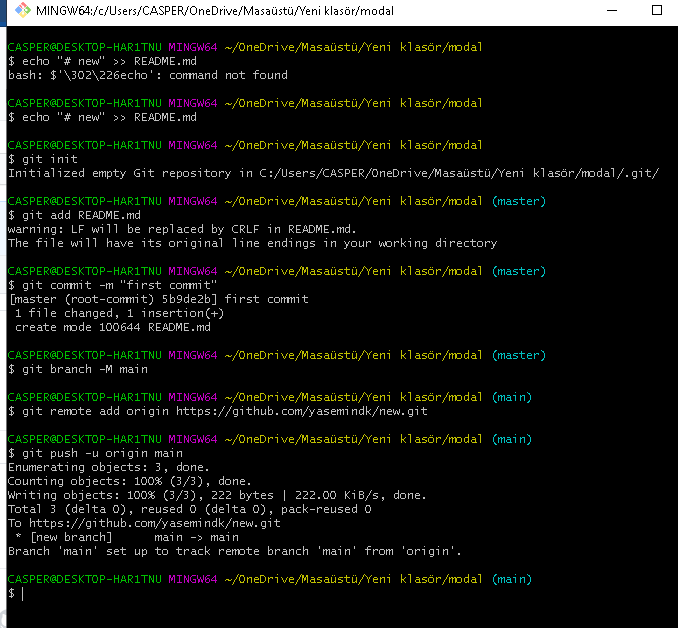 MINGW64:/c/Users/CASPER/OneDrive/Masaüstü/Yeni klasör/modal
CASPER@DESKTOP-HAR1TNU MINGW64 ~/OneDrive/Masaüstü/Yeni klasör/modal
$ echo "# new" >> README.md
bash: $'\302\226echo': command not found
CASPER@DESKTOP-HAR1TNU MINGW64 ~/OneDrive/Masaüstü/Yeni klasör/modal
$ echo "# new" >> README.md
CASPER@DESKTOP-HAR1TNU MINGW64 ~/OneDrive/Masaüstü/Yeni klasör/modal
$ git init
Initialized empty Git repository in C:/Users/CASPER/OneDrive/Masaüstü/Yeni klasör/modal/.git/
CASPER@DESKTOP-HAR1TNU MINGW64 ~/OneDrive/Masaüstü/Yeni klasör/modal (master)
$ git add README.md
warning: LF will be replaced by CRLF in README.md.
The file will have its original line endings in your working directory
CASPER@DESKTOP-HAR1TNU MINGW64 ~/OneDrive/Masaüstü/Yeni klasör/modal (master)
$ git commit -m "first commit"
[master (root-commit) 5b9de2b] first commit
 1 file changed, 1 insertion(+)
 create mode 100644 README.md
CASPER@DESKTOP-HAR1TNU MINGW64 ~/OneDrive/Masaüstü/Yeni klasör/modal (master)
$ git branch -M main
CASPER@DESKTOP-HAR1TNU MINGW64 ~/OneDrive/Masaüstü/Yeni klasör/modal (main)
$ git remote add origin https://github.com/yasemindk/new.git
CASPER@DESKTOP-HAR1TNU MINGW64 ~/OneDrive/Masaüstü/Yeni klasör/modal (main)
$ git push -u origin main
Enumerating objects: 3, done.
Counting objects: 100% (3/3), done.
Writing objects: 100% (3/3), 222 bytes | 222.00 KiB/s, done.
Total 3 (delta 0), reused 0 (delta 0), pack-reused 0
To https://github.com/yasemindk/new.git
 * [new branch]      main -> main
Branch 'main' set up to track remote branch 'main' from 'origin'.
CASPER@DESKTOP-HAR1TNU MINGW64 ~/OneDrive/Masaüstü/Yeni klasör/modal (main)
$